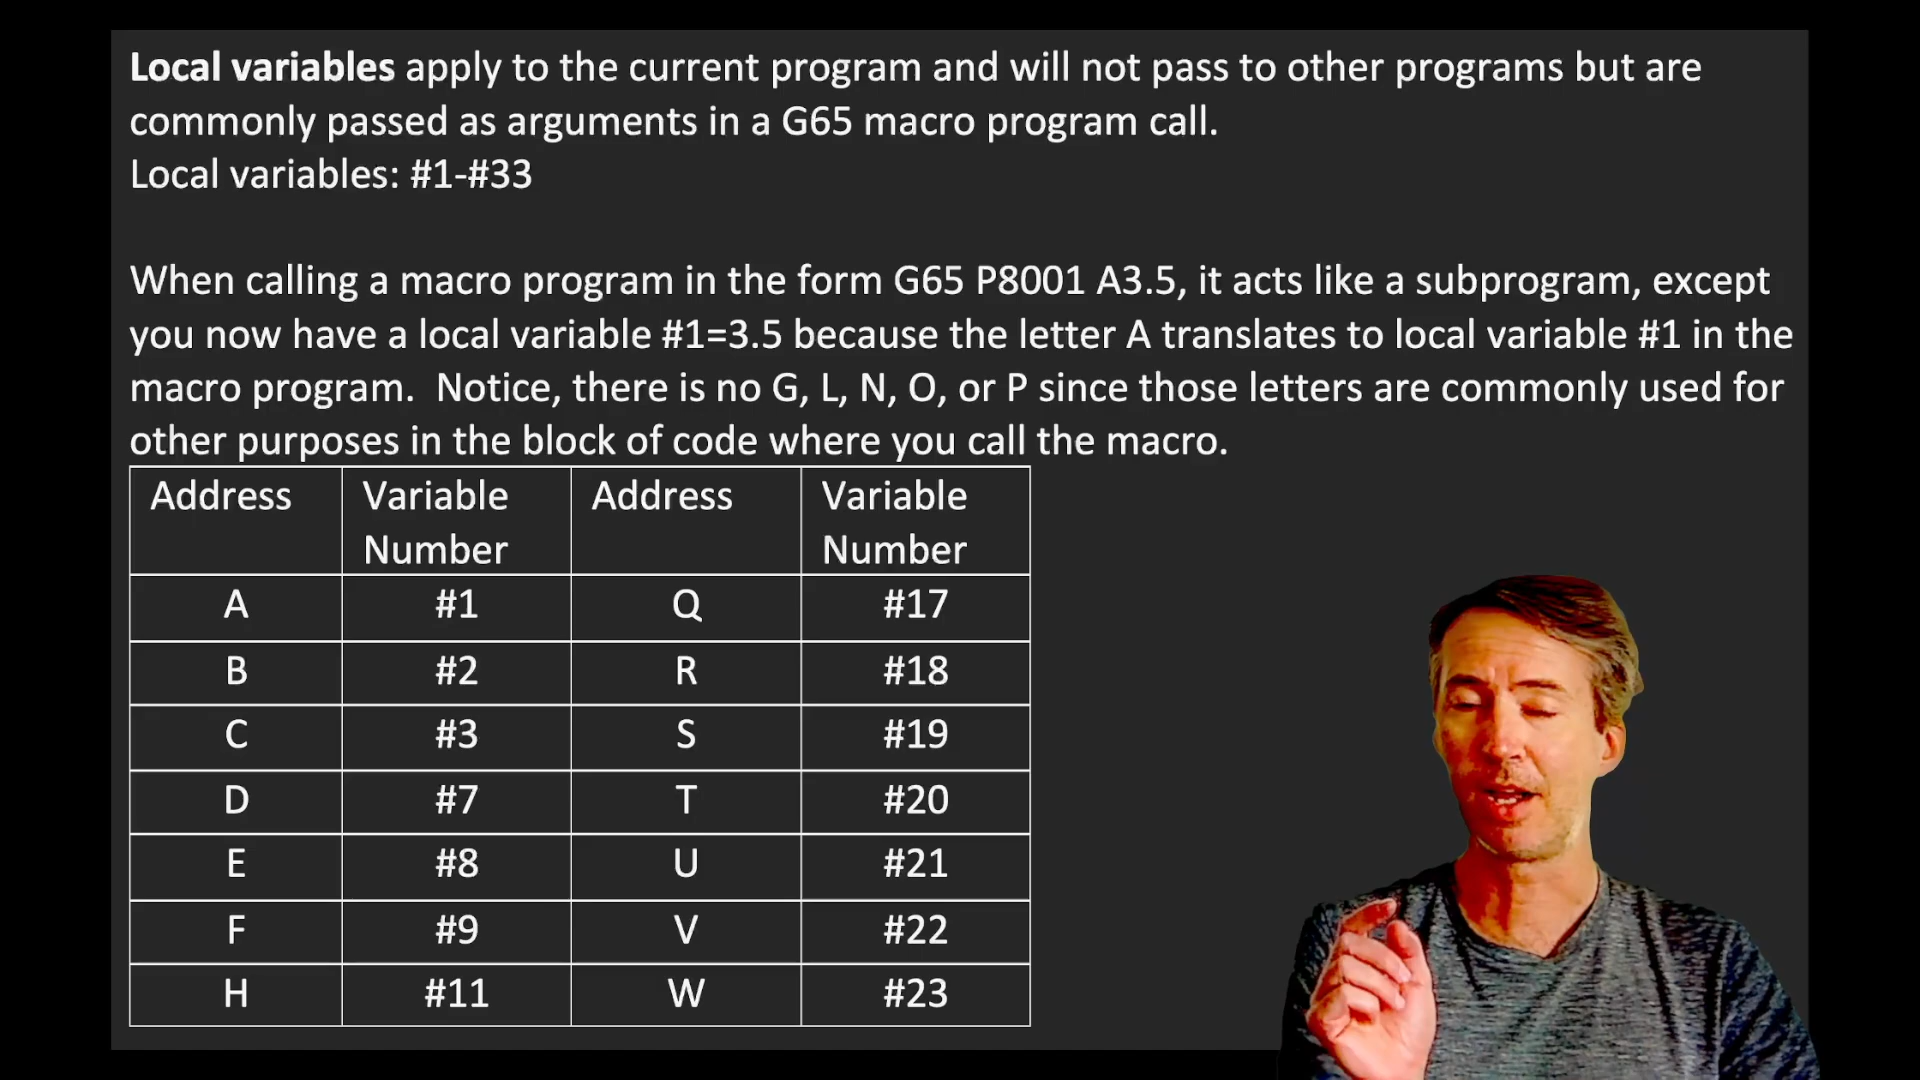 Local variables apply to the current program and will not pass to other programs but are
commonly passed as arguments in a G65 macro program call.
Local variables: #1-#33
When calling a macro program in the form G65 P8001 A3.5, it acts like a subprogram, except
you now have a local variable #1=3.5 because the letter A translates to local variable #1 in the
macro program.  Notice, there is no G, L, N, O, or P since those letters are commonly used for
other purposes in the block of code where you call the macro.
Address Variable Number Address Variable Number
A #1 Q #17
B #2 R #18
C #3 S #19
D #7 T #20
E #8 U #21
F #9 V #22
H #11 W #23